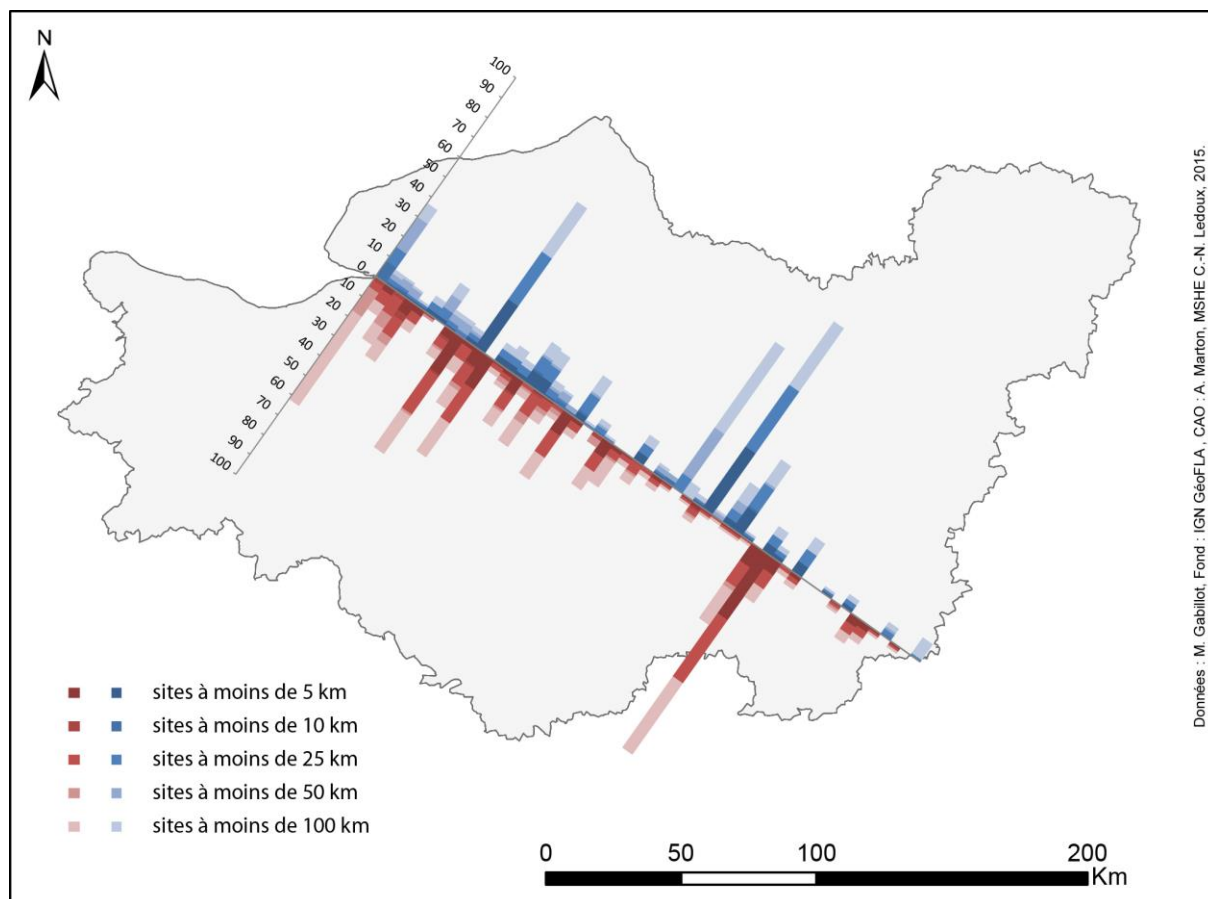 N
100
90
80
70
60
50
40
30
20
10
0
10
20
30
40
50
60
70
80
90
100
sites à moins de 5 km
sites à moins de 10 km
sites à moins de 25 km
sites à moins de 50 km
sites à moins de 100 km
0 50 100 200
Km
Données : M. Gabillot, Fond : IGN GéoFLA , CAO : A. Marton, MSHE C.-N. Ledoux, 2015.